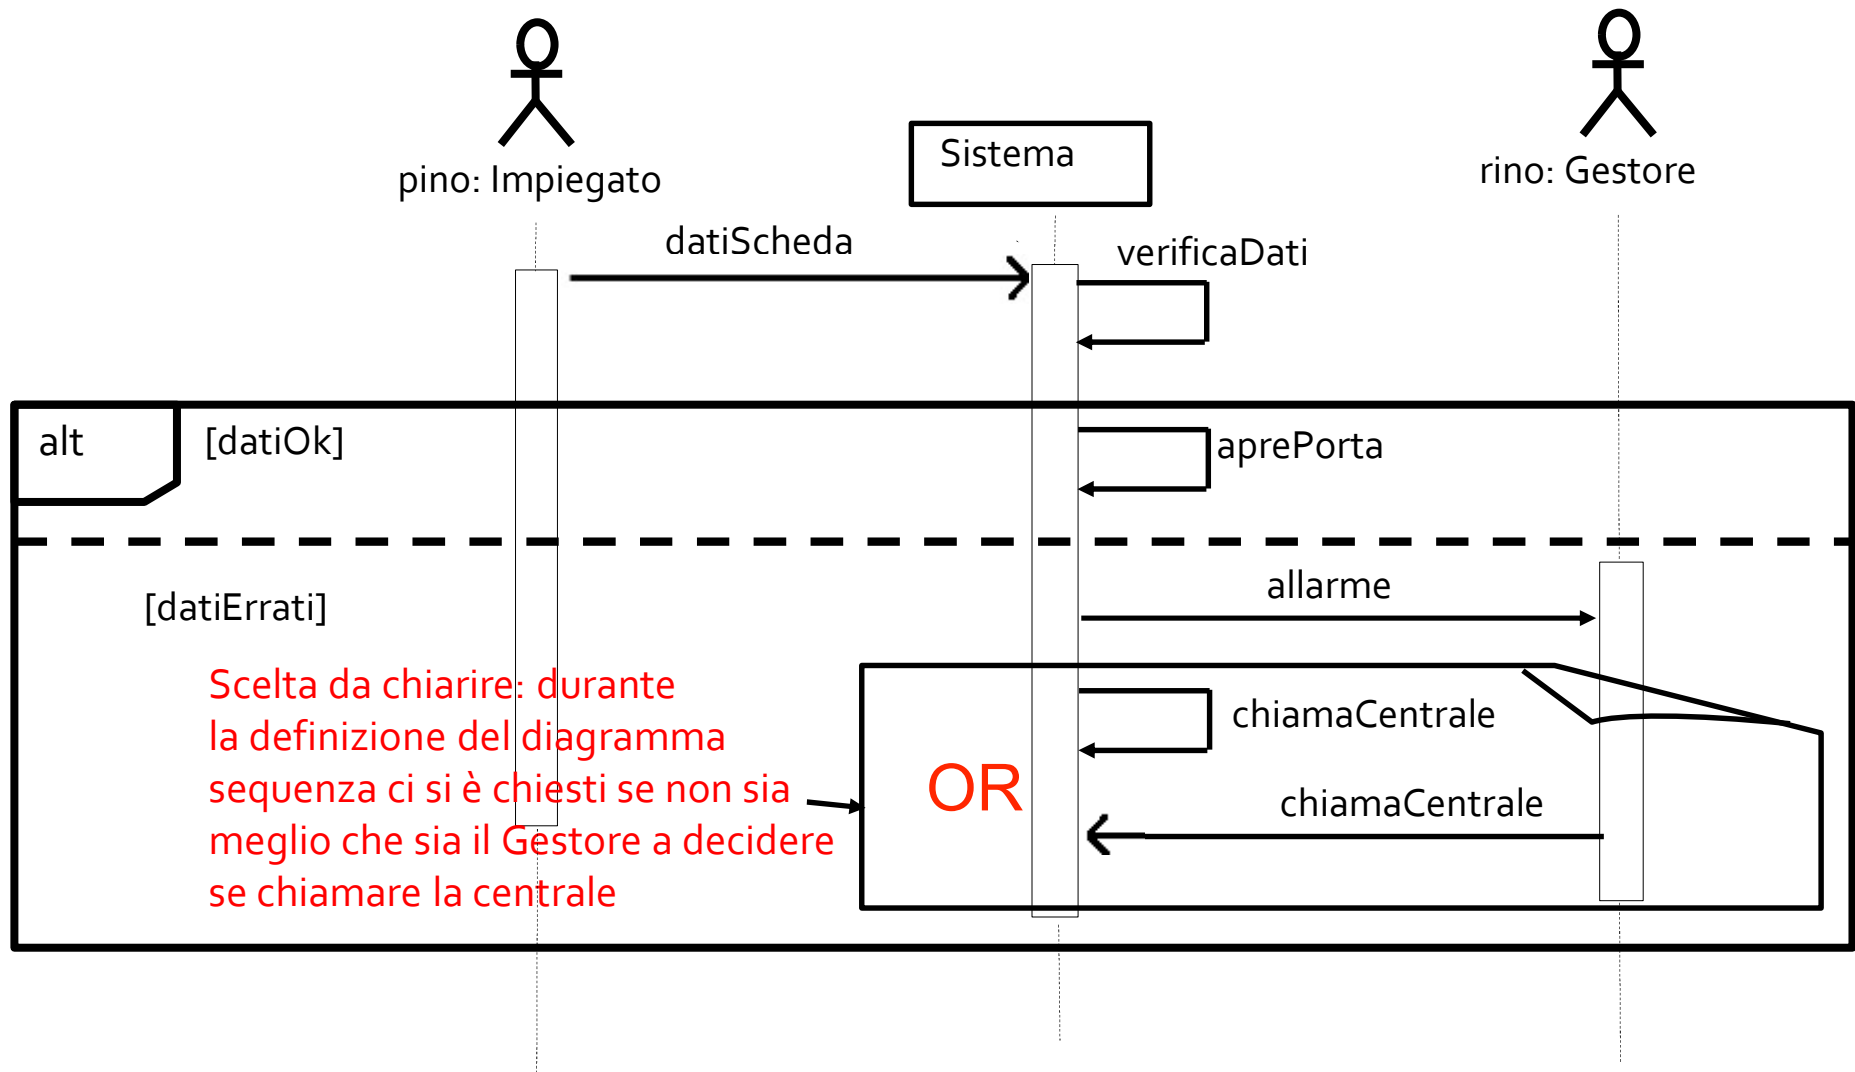 pino: Impiegato
Sistema
rino: Gestore
datiScheda
verificaDati
alt
[datiOk]
aprePorta
[datiErrati]
allarme
Scelta da chiarire: durante
la definizione del diagramma
sequenza ci si è chiesti se non sia
meglio che sia il Gestore a decidere
se chiamare la centrale
OR
chiamaCentrale
chiamaCentrale